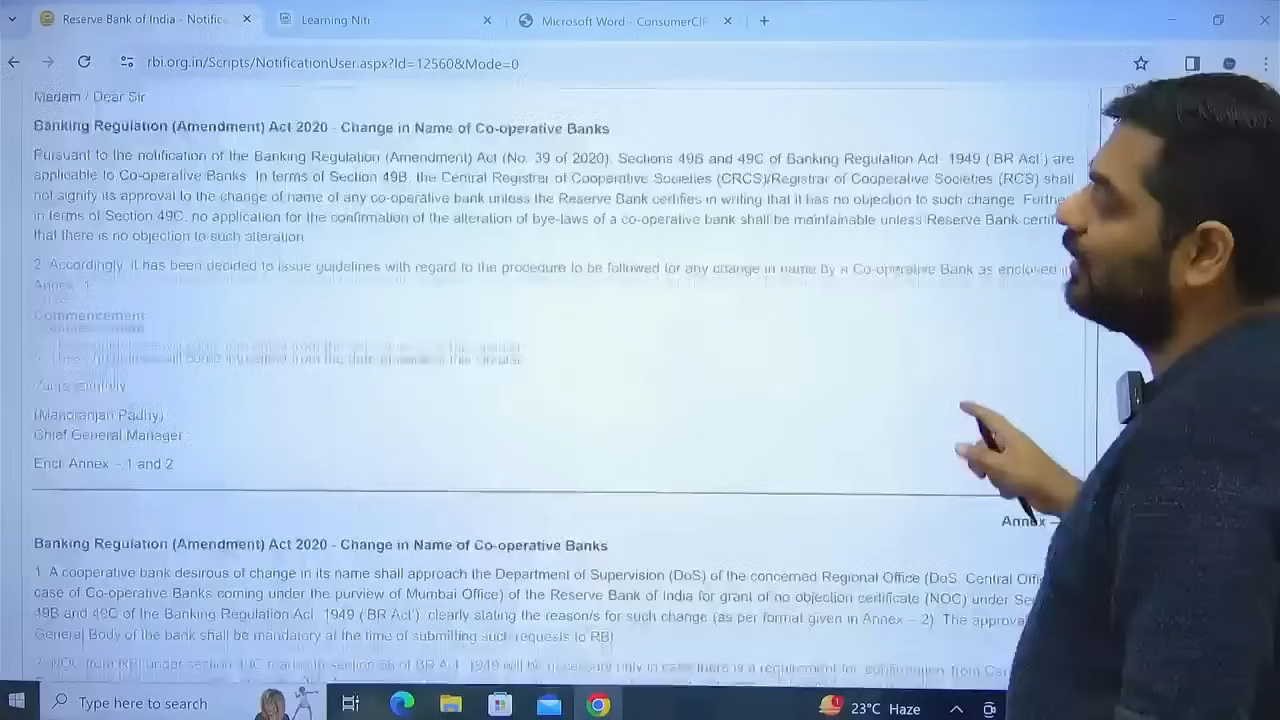 Reserve Bank of India - Notific
Learning Niti
Microsoft Word - ConsumerCIF
rbi.org.in/Scripts/NotificationUser.aspx?Id=12560&Mode=0
Madam / Dear Sir
Banking Regulation (Amendment) Act 2020 - Change in Name of Co-operative Banks
Pursuant to the notification of the Banking Regulation (Amendment) Act (No. 39 of 2020), Sections 49B and 49C of Banking Regulation Act, 1949 ('BR Act') are
applicable to Co-operative Banks. In terms of Section 49B, the Central Registrar of Cooperative Societies (CRCS)/Registrar of Cooperative Societies (RCS) shall
not signify its approval to the change of name of any co-operative bank unless the Reserve Bank certifies in writing that it has no objection to such change. Further
in terms of Section 49C, no application for the confirmation of the alteration of bye-laws of a co-operative bank shall be maintainable unless Reserve Bank certif
that there is no objection to such alteration
2. Accordingly, it has been decided to issue guidelines with regard to the procedure to be followed for any change in name by a Co-operative Bank as enclosed in
Annex 1
Commencement
(Manoranjan Padhy)
Chief General Manager
Encl: Annex - 1 and 2
Annex -
Banking Regulation (Amendment) Act 2020 - Change in Name of Co-operative Banks
1. A cooperative bank desirous of change in its name shall approach the Department of Supervision (DoS) of the concerned Regional Office (DoS, Central Offi
case of Co-operative Banks coming under the purview of Mumbai Office) of the Reserve Bank of India for grant of no objection certificate (NOC) under Se
49B and 49C of the Banking Regulation Act, 1949 ('BR Act'), clearly stating the reason/s for such change (as per format given in Annex - 2). The approva
General Body of the bank shall be mandatory at the time of submitting such requests to RBI
Type here to search
23°C Haze